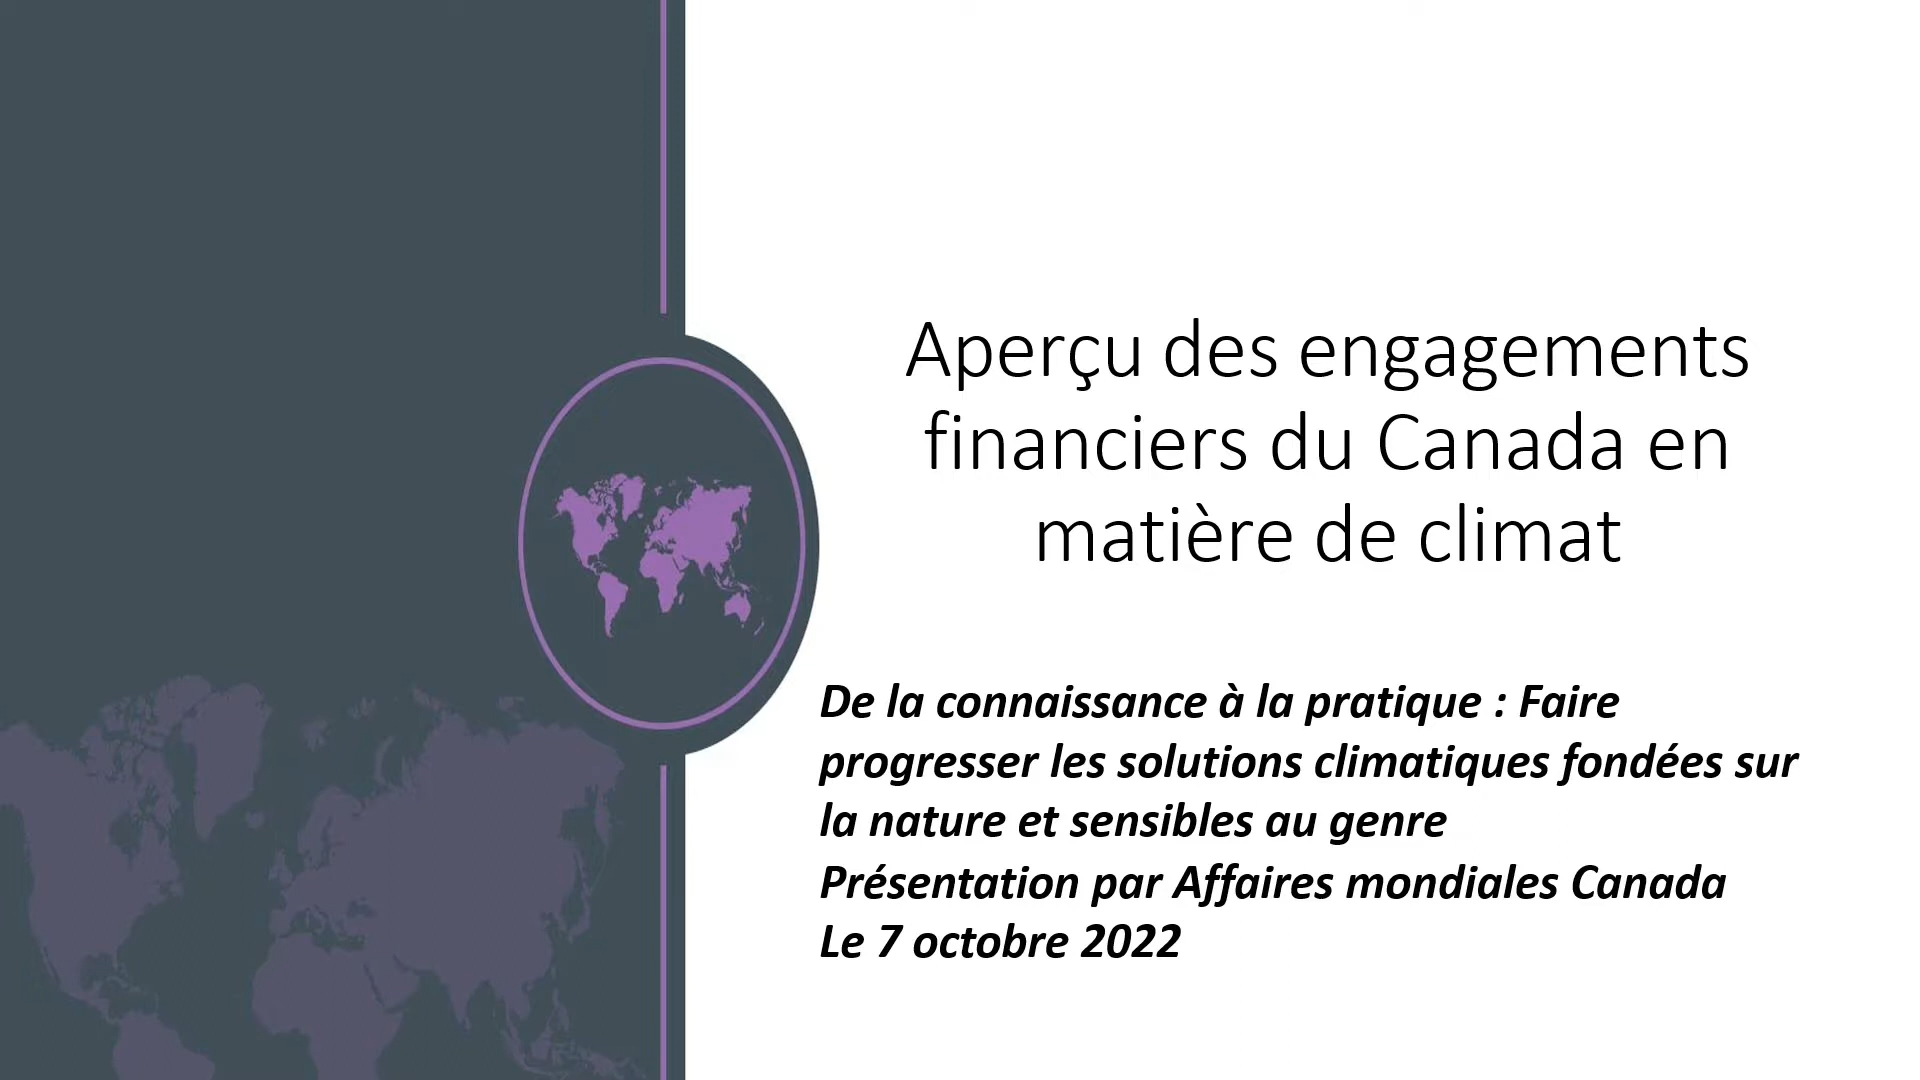 Aperçu des engagements
financiers du Canada en
matière de climat
De la connaissance à la pratique : Faire
progresser les solutions climatiques fondées sur
la nature et sensibles au genre
Présentation par Affaires mondiales Canada
Le 7 octobre 2022